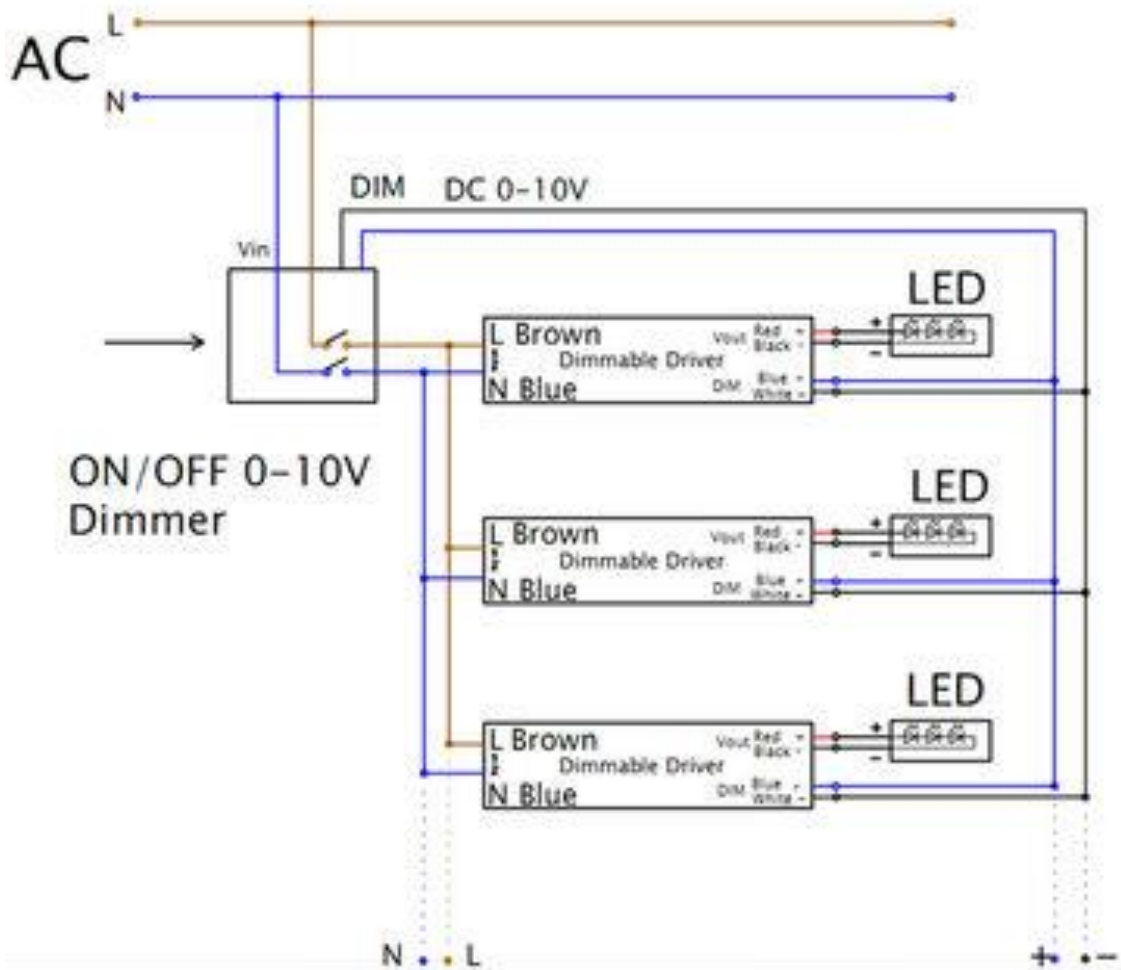 L
AC
N
DIM DC 0-10V
Vin
LED
L Brown
Vout Red +
Black -
Dimmable Driver
N Blue
DIM Blue +
White -
+
-
ON/OFF 0-10V
Dimmer
LED
L Brown
Vout Red +
Black -
Dimmable Driver
N Blue
DIM Blue +
White -
+
-
LED
L Brown
Vout Red +
Black -
Dimmable Driver
N Blue
DIM Blue +
White -
+
-
N L + -